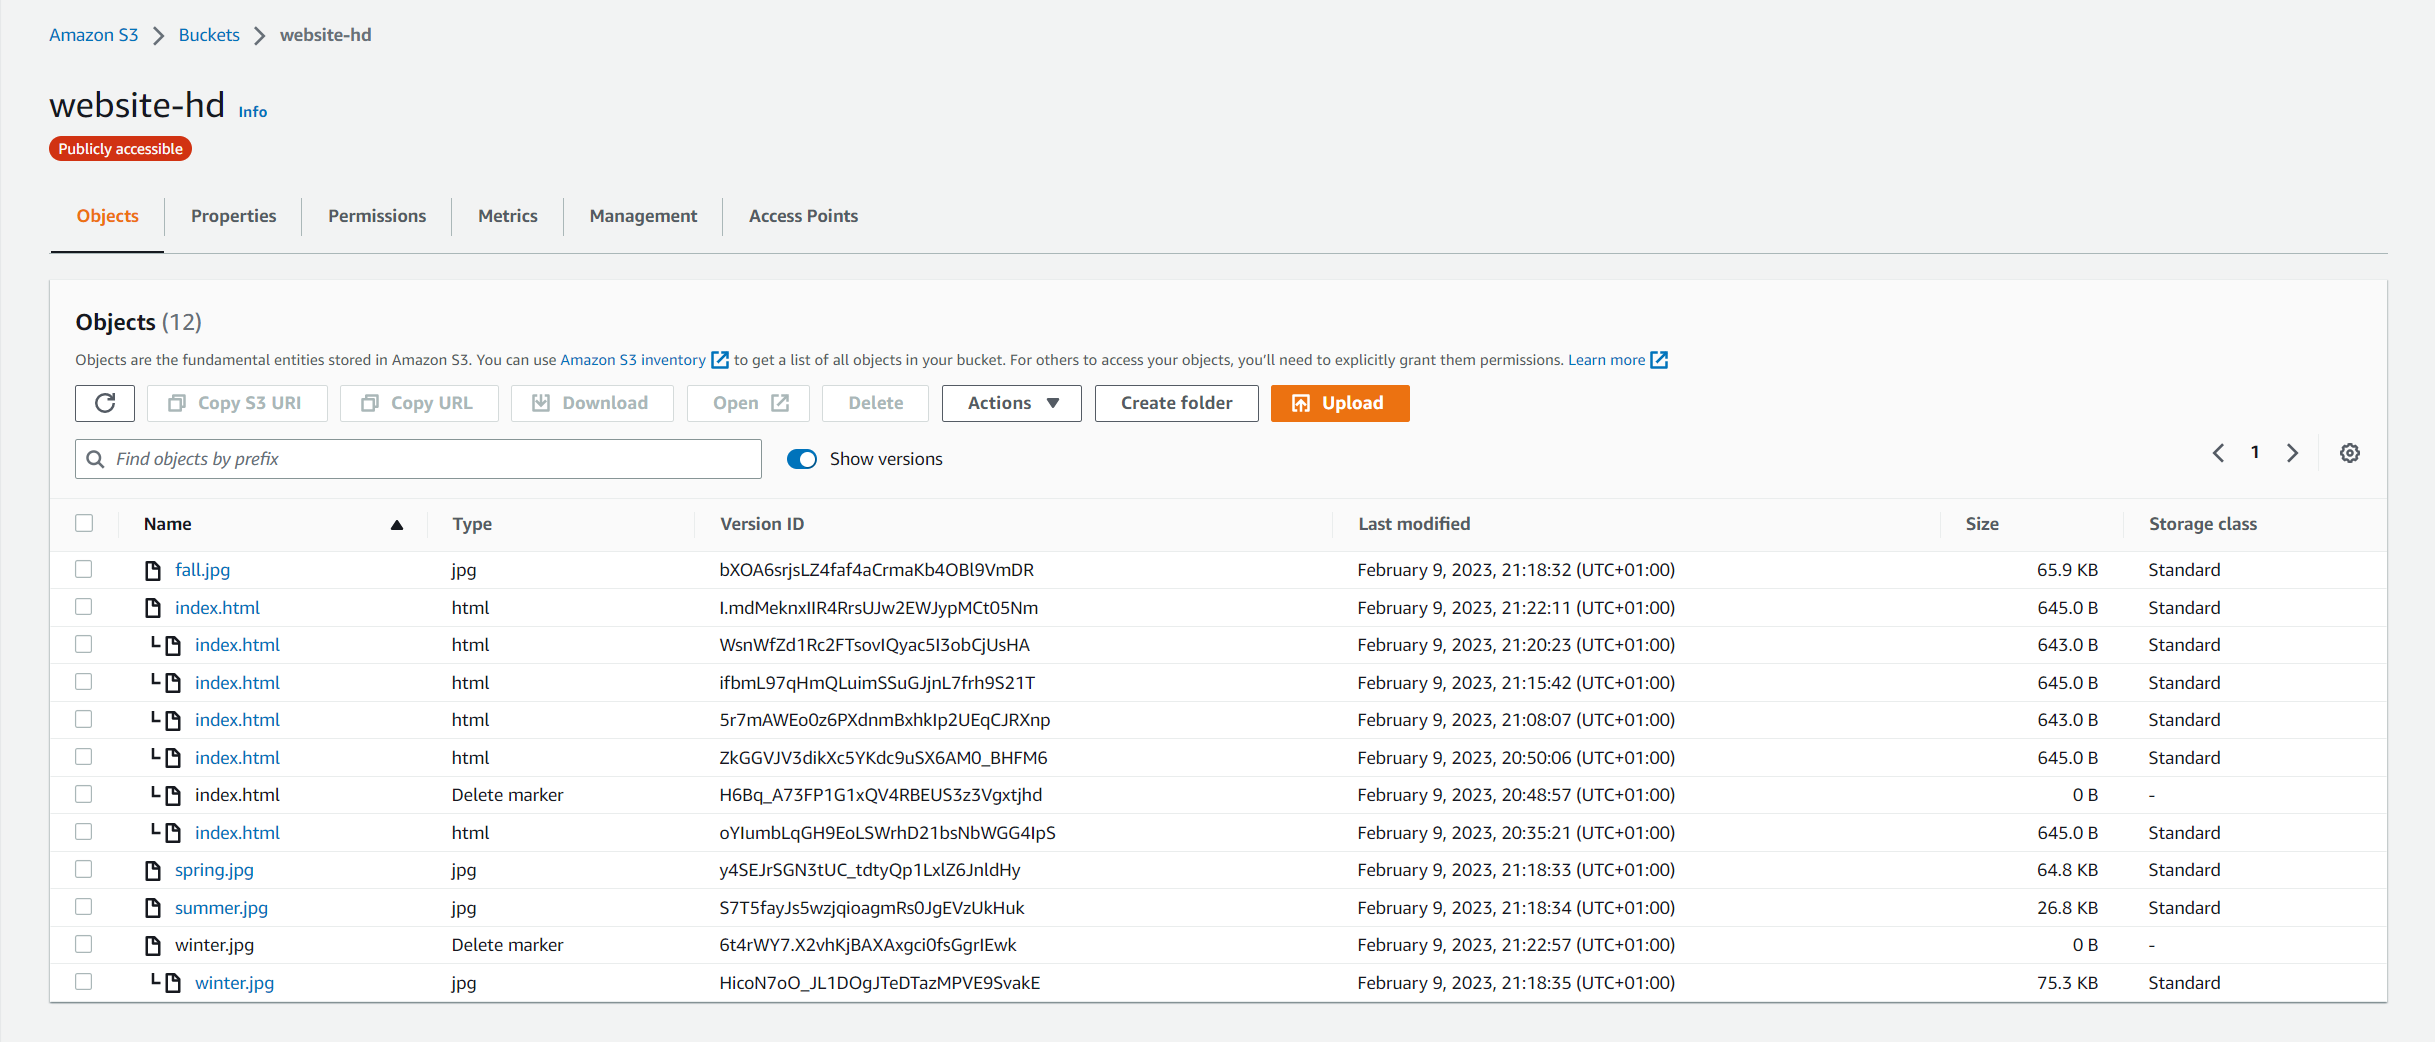 Amazon S3 > Buckets > website-hd
website-hd Info
Publicly accessible
Objects Properties Permissions Metrics Management Access Points
Objects (12)
Objects are the fundamental entities stored in Amazon S3. You can use Amazon S3 inventory to get a list of all objects in your bucket. For others to access your objects, you'll need to explicitly grant them permissions. Learn more
Copy S3 URI Copy URL Download Open Delete Actions Create folder Upload
Find objects by prefix Show versions 1
Name Type Version ID Last modified Size Storage class
fall.jpg jpg bXOA6srjsLZ4faf4aCrmaKb4OBl9VmDR February 9, 2023, 21:18:32 (UTC+01:00) 65.9 KB Standard
index.html html I.mdMeknxIIR4RrsUJw2EWJypMCt05Nm February 9, 2023, 21:22:11 (UTC+01:00) 645.0 B Standard
index.html html WsnWfZd1Rc2FTsovIQyac5I3obCjUsHA February 9, 2023, 21:20:23 (UTC+01:00) 643.0 B Standard
index.html html ifbmL97qHmQLuimSSuGJjnL7frh9S21T February 9, 2023, 21:15:42 (UTC+01:00) 645.0 B Standard
index.html html 5r7mAWEo0z6PXdnmBxhkIp2UEqCJRXnp February 9, 2023, 21:08:07 (UTC+01:00) 643.0 B Standard
index.html html ZkGGVJV3dikXc5YKdc9uSX6AM0_BHFM6 February 9, 2023, 20:50:06 (UTC+01:00) 645.0 B Standard
index.html Delete marker H6Bq_A73FP1G1xQV4RBEUS3z3Vgxtjhd February 9, 2023, 20:48:57 (UTC+01:00) 0 B -
index.html html oYIumbLqGH9EoLSWrhD21bsNbWGG4IpS February 9, 2023, 20:35:21 (UTC+01:00) 645.0 B Standard
spring.jpg jpg y4SEJrSGN3tUC_tdtyQp1LxlZ6JnldHy February 9, 2023, 21:18:33 (UTC+01:00) 64.8 KB Standard
summer.jpg jpg S7T5fayJs5wzjqioagmRs0JgEVzUkHuk February 9, 2023, 21:18:34 (UTC+01:00) 26.8 KB Standard
winter.jpg Delete marker 6t4rWY7.X2vhKjBAXAxgci0fsGgrIEwk February 9, 2023, 21:22:57 (UTC+01:00) 0 B -
winter.jpg jpg HicoN7oO_JL1DOgJTeDTazMPVE9SvakE February 9, 2023, 21:18:35 (UTC+01:00) 75.3 KB Standard